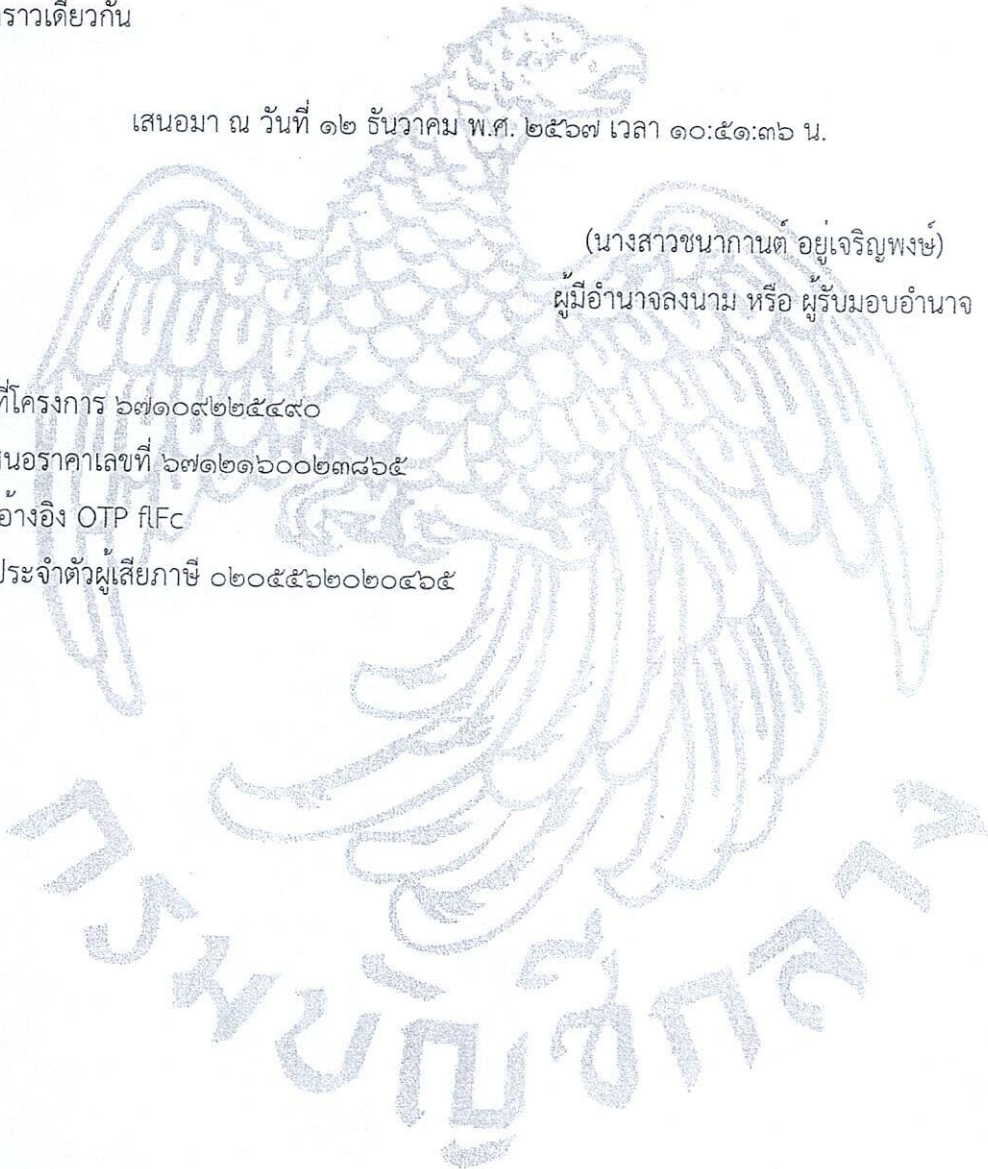 ราวเดียวกัน
เสนอมา ณ วันที่ ๑๒ ธันวาคม พ.ศ. ๒๕๖๗ เวลา ๑๐:๕๑:๓๖ น.
(นางสาวชนากานต์ อยู่เจริญพงษ์)
ผู้มีอำนาจลงนาม หรือ ผู้รับมอบอำนาจ
ที่โครงการ ๖๗๑๐๙๒๒๕๔๙๐
สนอราคาเลขที่ ๖๗๑๒๑๖๐๐๒๓๘๖๕
อ้างอิง OTP flFc
ประจำตัวผู้เสียภาษี ๐๒๐๕๕๖๒๐๒๐๔๖๕
กรมบัญชีกลาง